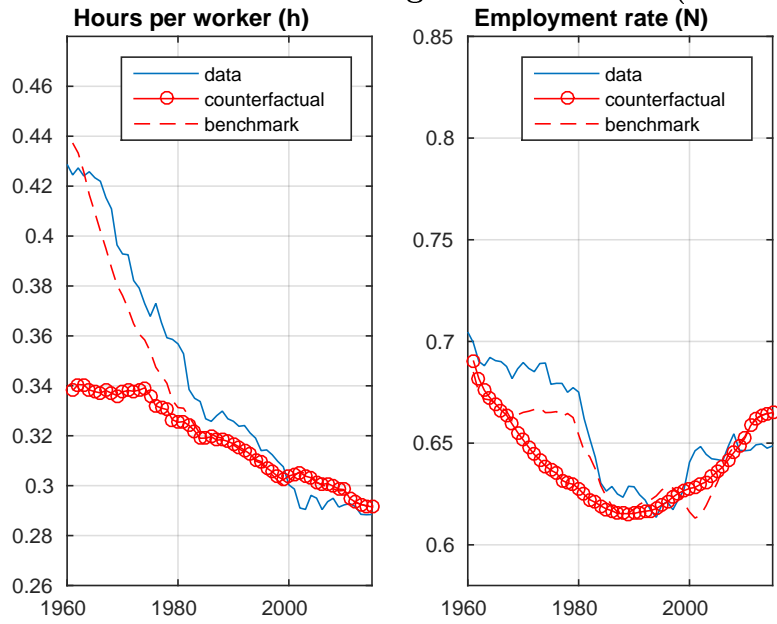 Hours per worker (h)
Employment rate (N)
data
counterfactual
benchmark
data
counterfactual
benchmark
0.46
0.44
0.42
0.4
0.38
0.36
0.34
0.32
0.3
0.28
0.26
1960
1980
2000
0.85
0.8
0.75
0.7
0.65
0.6
1960
1980
2000